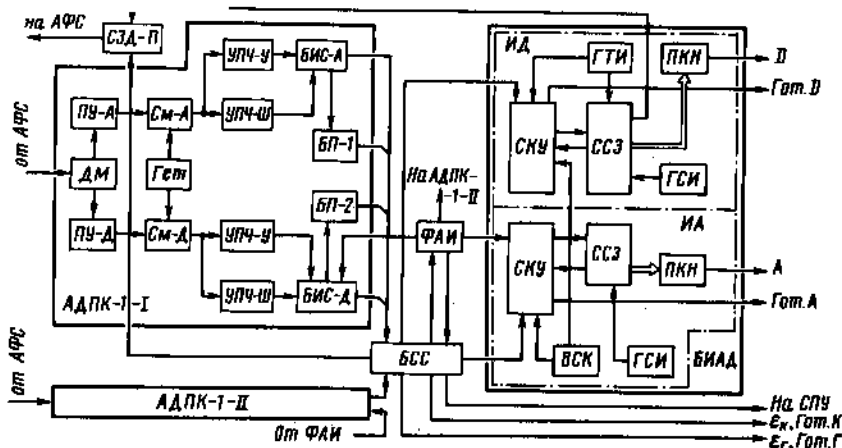 на АФС
СЗД-П
УПЧ-У
БИС-А
ИД
ГТИ
ПКН
D
Гот.D
ПУ-А
См-А
УПЧ-Ш
СКУ
ССЗ
от АФС
БП-1
ДМ
Гет
На АДПК-
-1-II
ГСИ
БП-2
ПУ-Д
См-Д
УПЧ-У
ФАИ
ИА
СКУ
ССЗ
ПКН
А
УПЧ-Ш
БИС-Д
Гот.А
АДПК-1-I
БСС
ВСК
ГСИ
БИАД
от АФС
АДПК-1-II
На СПУ
εк, Гот.К
От ФАИ
εг, Гот.Г